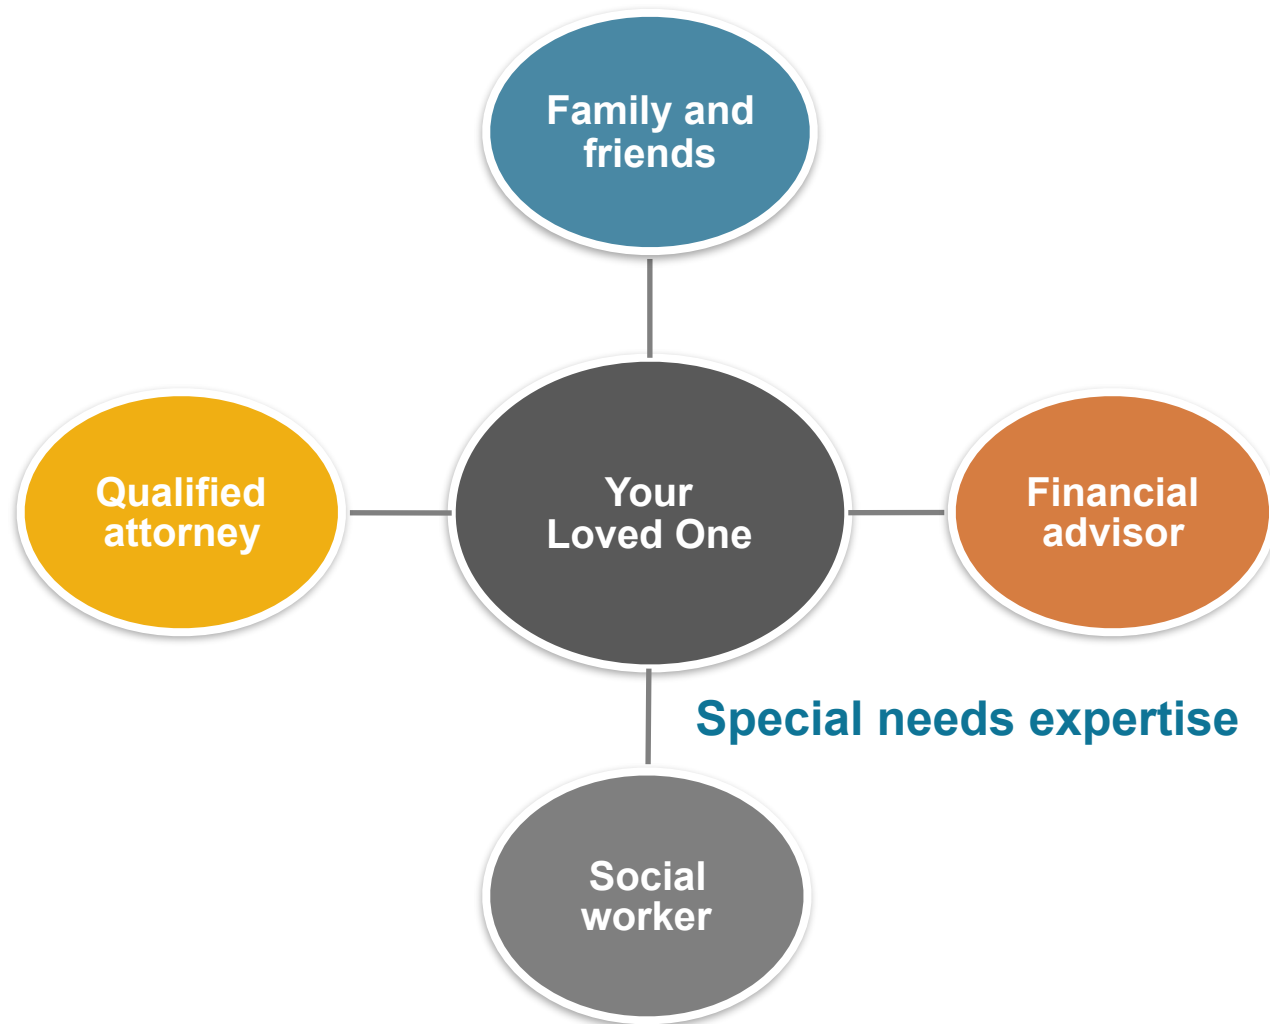 Family and
friends
Qualified
attorney
Your
Loved One
Financial
advisor
Special needs expertise
Social
worker